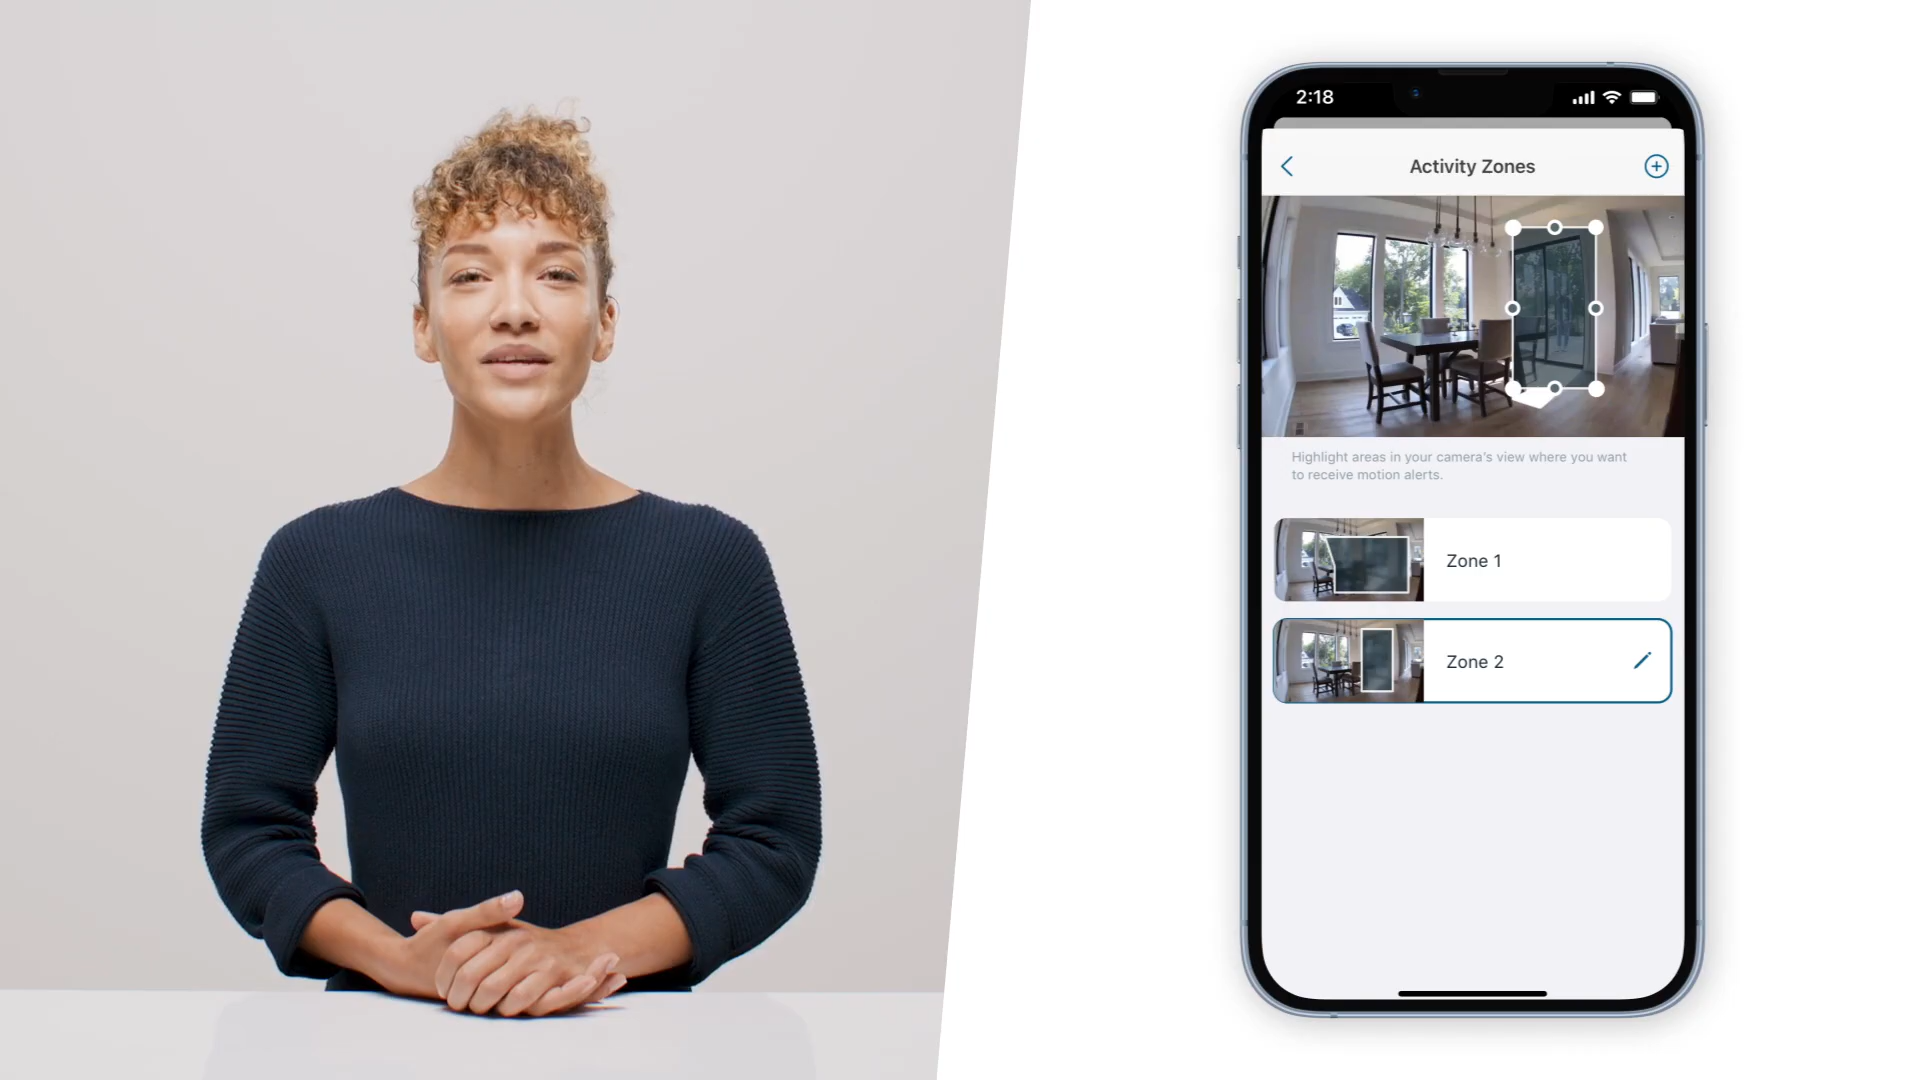 2:18
Activity Zones
Highlight areas in your camera's view where you want
to receive motion alerts.
Zone 1
Zone 2